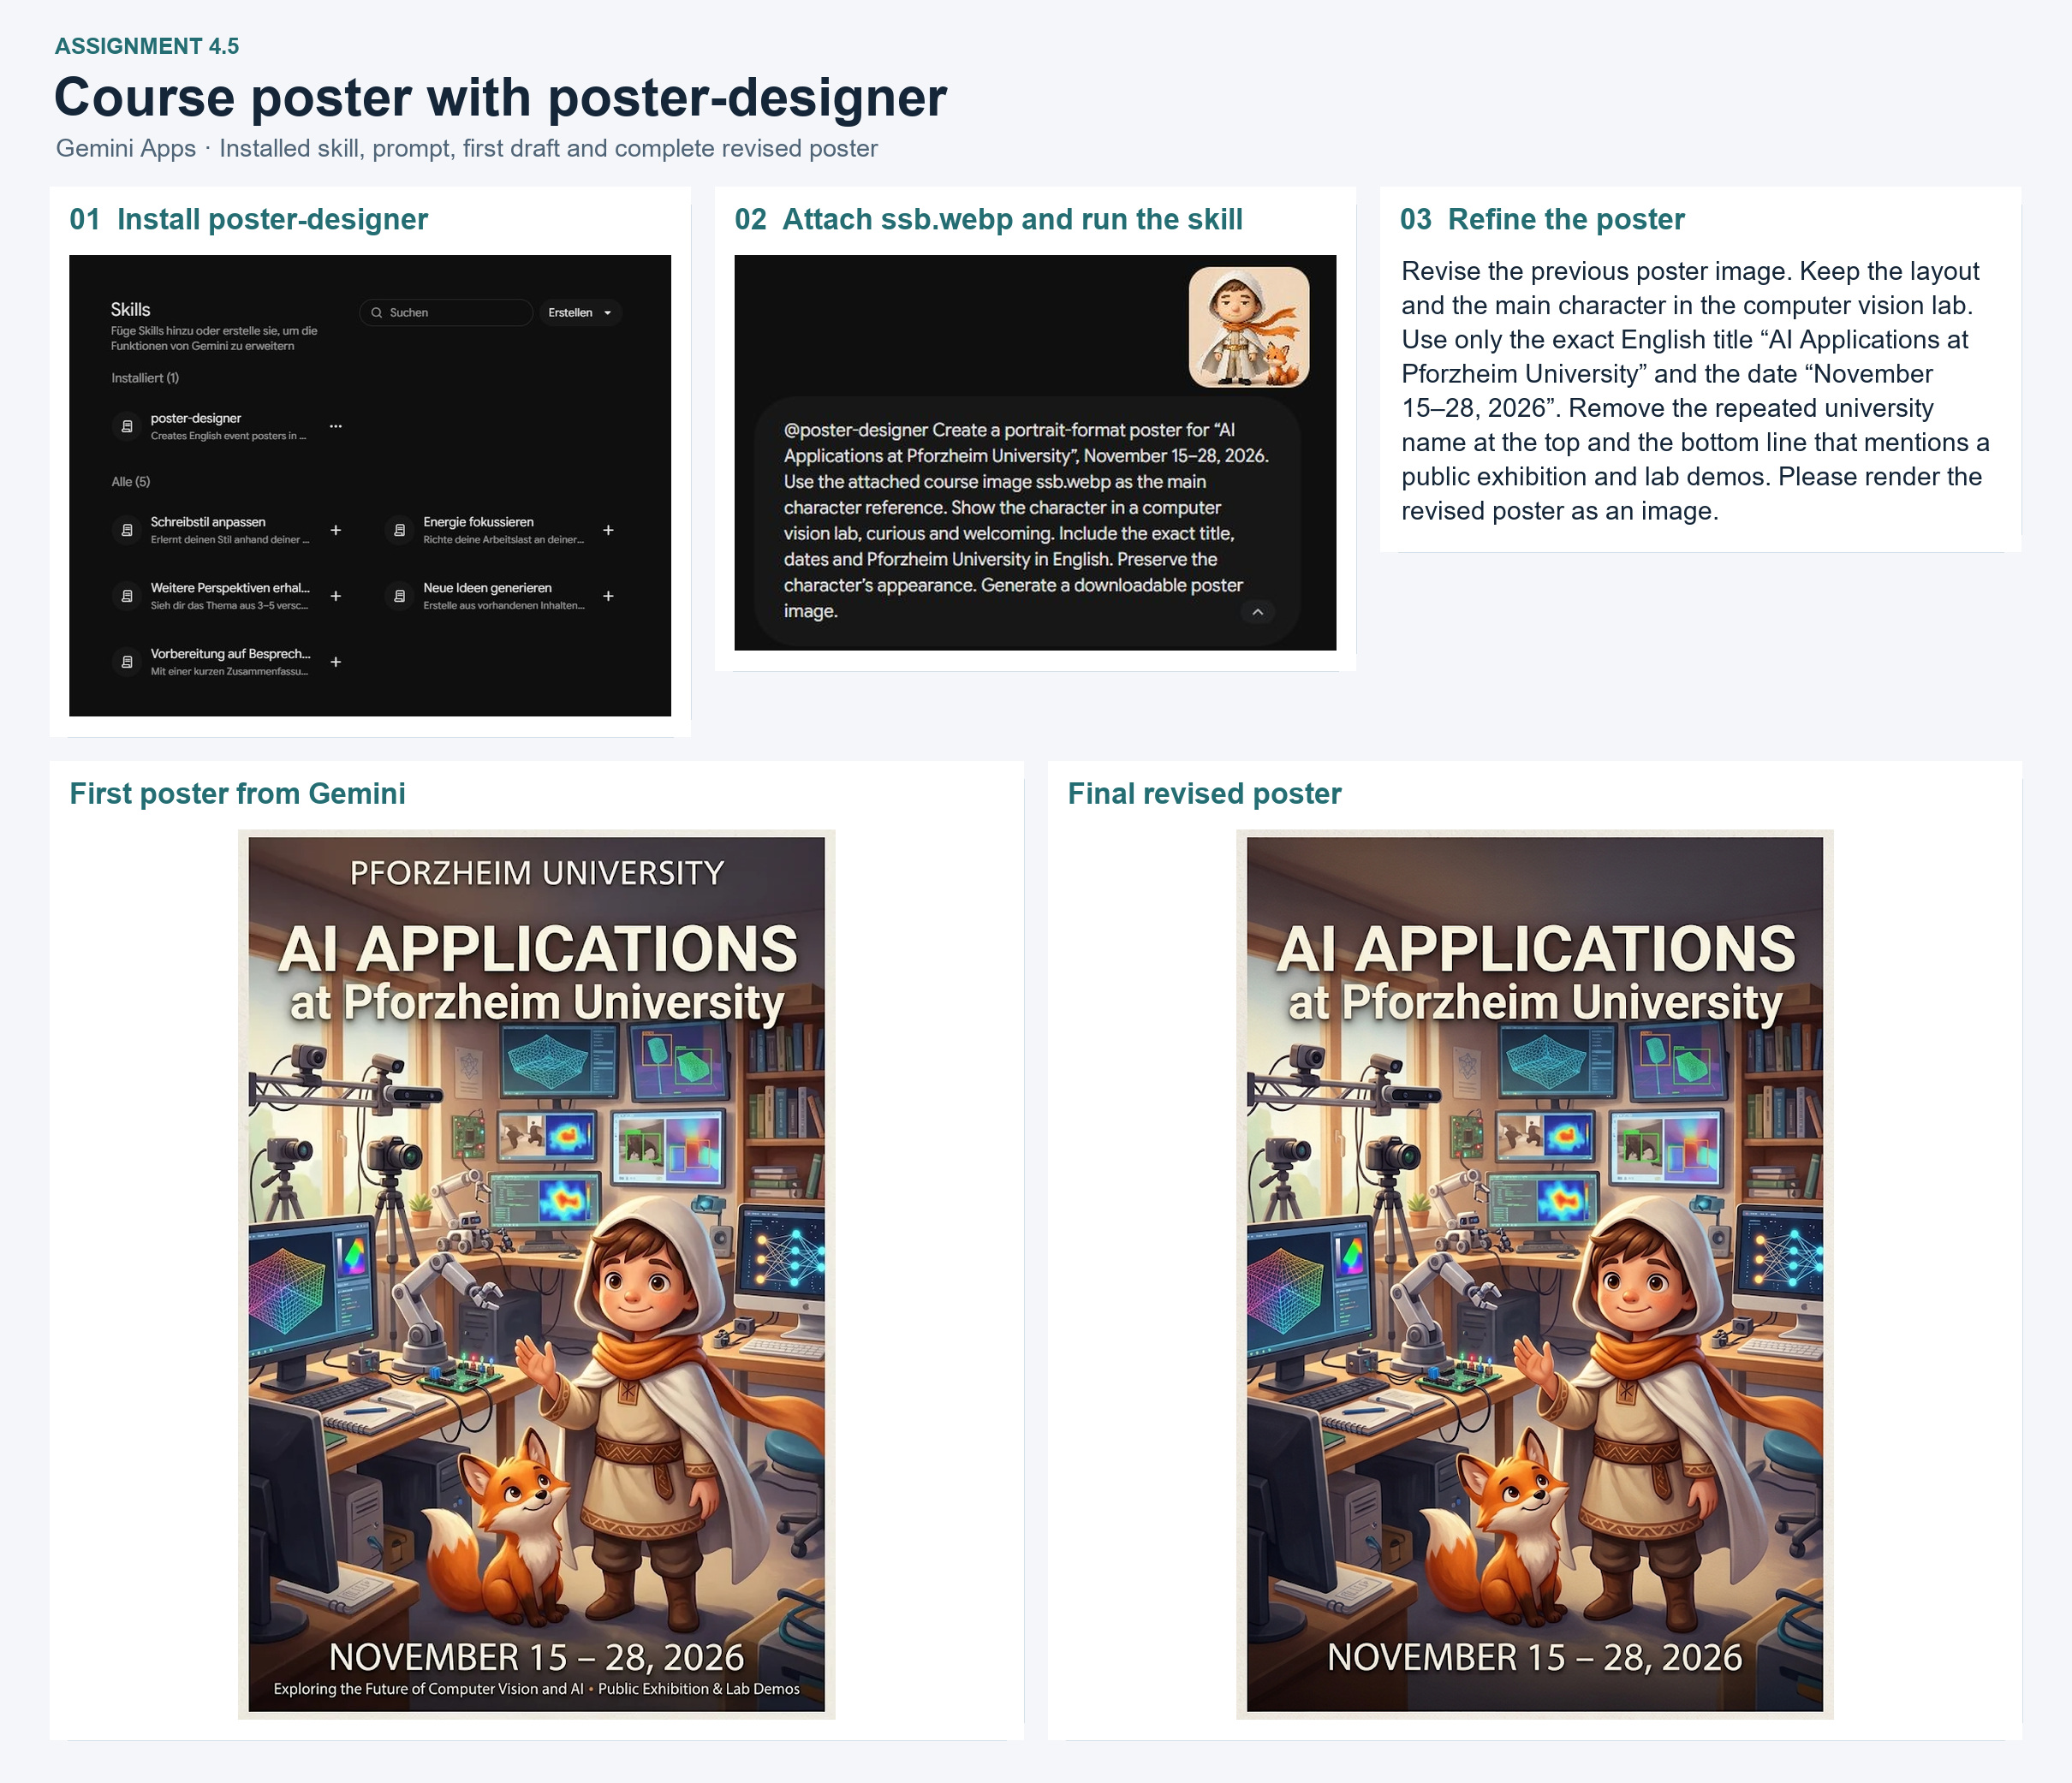 ASSIGNMENT 4.5
Course poster with poster-designer
Gemini Apps · Installed skill, prompt, first draft and complete revised poster
01 Install poster-designer
Skills
Füge Skills hinzu oder erstelle sie, um die
Funktionen von Gemini zu erweitern
Suchen
Erstellen
Installiert (1)
poster-designer
Creates English event posters in ...
Alle (5)
Schreibstil anpassen
Erlernt deinen Stil anhand deiner ...
Energie fokussieren
Richte deine Arbeitslast an deiner...
Weitere Perspektiven erhal...
Sieh dir das Thema aus 3–5 versc...
Neue Ideen generieren
Erstelle aus vorhandenen Inhalten...
Vorbereitung auf Besprech...
Mit einer kurzen Zusammenfassu...
02 Attach ssb.webp and run the skill
@poster-designer Create a portrait-format poster for “AI
Applications at Pforzheim University”, November 15–28, 2026.
Use the attached course image ssb.webp as the main
character reference. Show the character in a computer
vision lab, curious and welcoming. Include the exact title,
dates and Pforzheim University in English. Preserve the
character’s appearance. Generate a downloadable poster
image.
03 Refine the poster
Revise the previous poster image. Keep the layout
and the main character in the computer vision lab.
Use only the exact English title “AI Applications at
Pforzheim University” and the date “November
15–28, 2026”. Remove the repeated university
name at the top and the bottom line that mentions a
public exhibition and lab demos. Please render the
revised poster as an image.
First poster from Gemini
PFORZHEIM UNIVERSITY
AI APPLICATIONS
at Pforzheim University
NOVEMBER 15 – 28, 2026
Exploring the Future of Computer Vision and AI • Public Exhibition & Lab Demos
Final revised poster
AI APPLICATIONS
at Pforzheim University
NOVEMBER 15 – 28, 2026